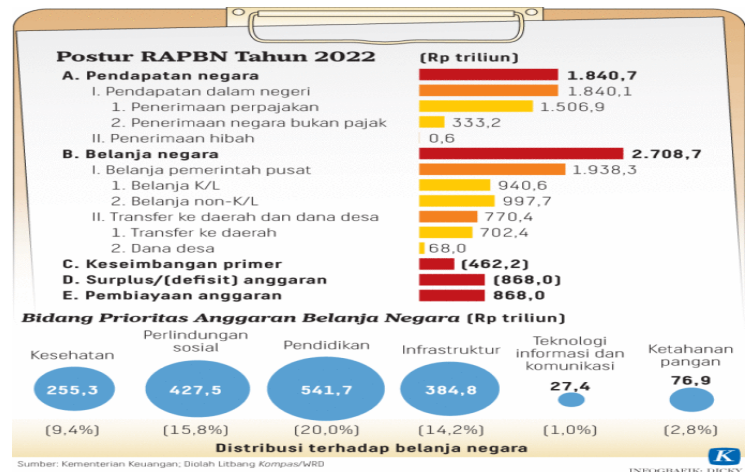 Postur RAPBN Tahun 2022 (Rp triliun)
A. Pendapatan negara 1.840,7
I. Pendapatan dalam negeri 1.840,1
1. Penerimaan perpajakan 1.506,9
2. Penerimaan negara bukan pajak 333,2
II. Penerimaan hibah 0,6
B. Belanja negara 2.708,7
I. Belanja pemerintah pusat 1.938,3
1. Belanja K/L 940,6
2. Belanja non-K/L 997,7
II. Transfer ke daerah dan dana desa 770,4
1. Transfer ke daerah 702,4
2. Dana desa 68,0
C. Keseimbangan primer (462,2)
D. Surplus/(defisit) anggaran (868,0)
E. Pembiayaan anggaran 868,0
Bidang Prioritas Anggaran Belanja Negara (Rp triliun)
Kesehatan
255,3
(9,4%)
Perlindungan
sosial
427,5
(15,8%)
Pendidikan
541,7
(20,0%)
Infrastruktur
384,8
(14,2%)
Teknologi
informasi dan
komunikasi
27,4
(1,0%)
Ketahanan
pangan
76,9
(2,8%)
Distribusi terhadap belanja negara
Sumber: Kementerian Keuangan; Diolah Litbang Kompas/WRD
K
INFOGRAFIK: DICKY